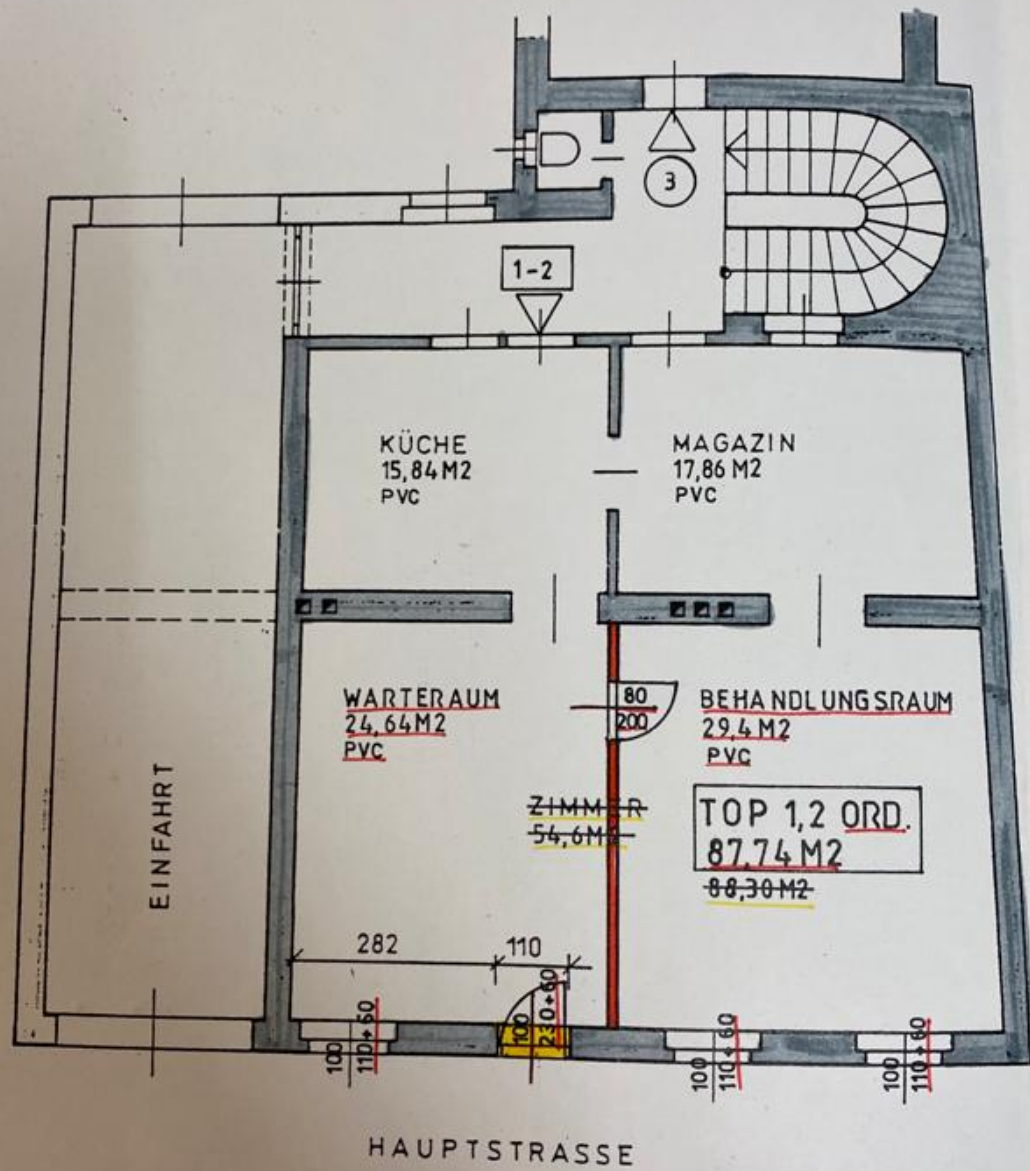 3
1-2
KÜCHE
15,84 M2
PVC
MAGAZIN
17,86 M2
PVC
WARTERAUM
24,64 M2
PVC
80
200
BEHANDLUNGSRAUM
29,4 M2
PVC
ZIMMER
54,6M2
TOP 1,2 ORD.
87,74 M2
88,30 M2
EINFAHRT
282
110
100
110+60
100
230+60
100
110+60
100
110+60
HAUPTSTRASSE